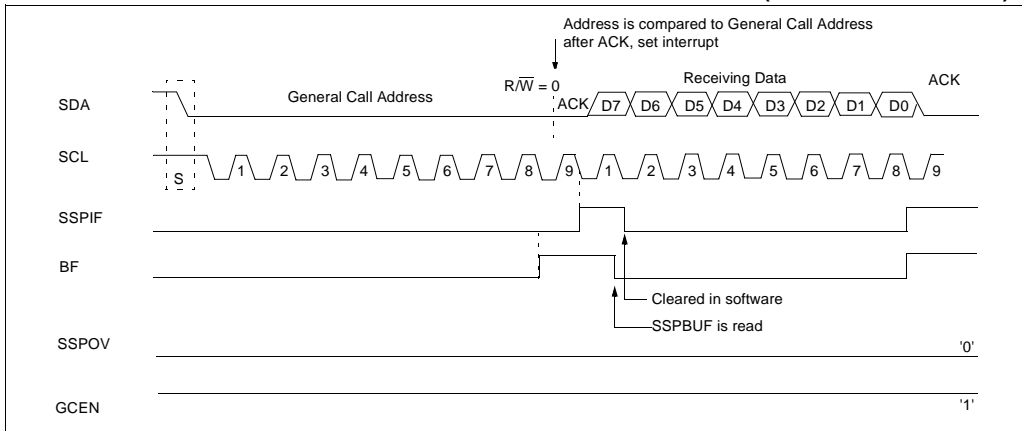 Address is compared to General Call Address
after ACK, set interrupt
R/W = 0
Receiving Data
ACK
General Call Address
SDA
ACK
D7 D6 D5 D4 D3 D2 D1 D0
SCL
S
1 2 3 4 5 6 7 8 9 1 2 3 4 5 6 7 8 9
SSPIF
BF
Cleared in software
SSPBUF is read
SSPOV
'0'
GCEN
'1'